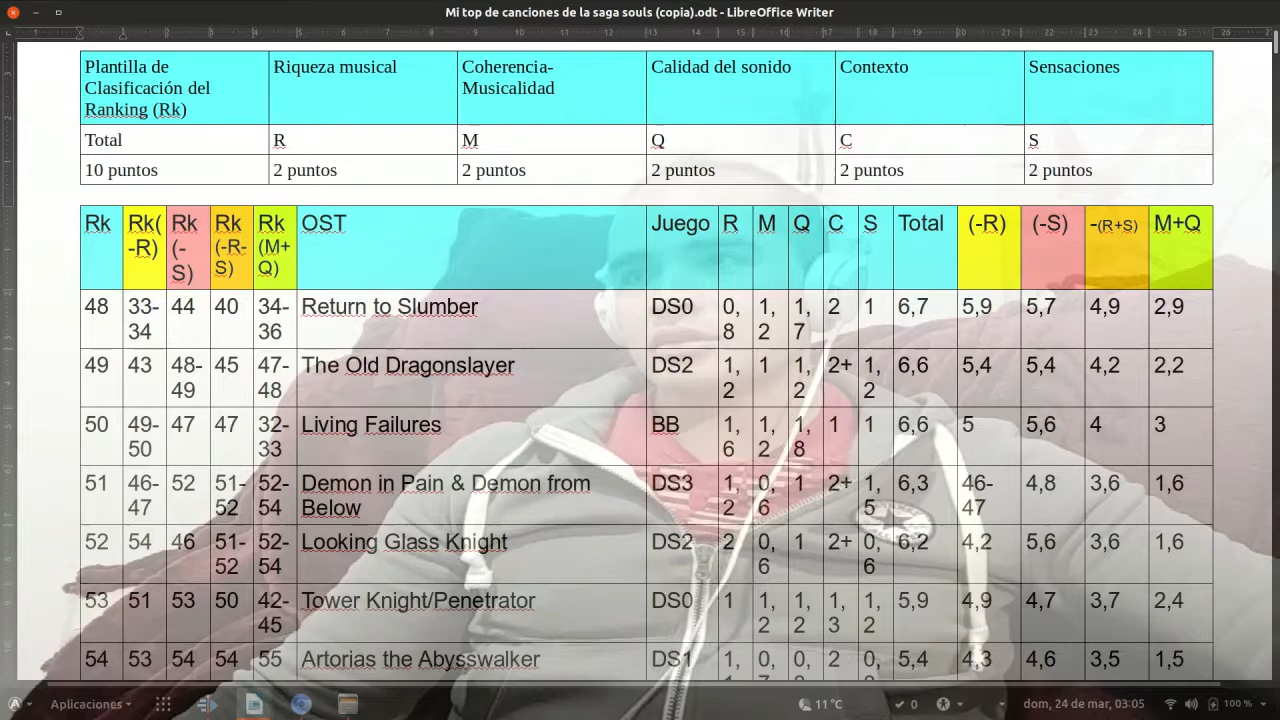 Mi top de canciones de la saga souls (copia).odt - LibreOffice Writer
Plantilla de Clasificación del Ranking (Rk) Riqueza musical Coherencia-Musicalidad Calidad del sonido Contexto Sensaciones
Total R M Q C S
10 puntos 2 puntos 2 puntos 2 puntos 2 puntos 2 puntos
Rk Rk(-R) Rk (-S) Rk (-R-S) Rk (M+Q) OST Juego R M Q C S Total (-R) (-S) -(R+S) M+Q
48 33-34 44 40 34-36 Return to Slumber DS0 0,8 1,2 1,7 2 1 6,7 5,9 5,7 4,9 2,9
49 43 48-49 45 47-48 The Old Dragonslayer DS2 1,2 1 1,2 2+ 1,2 6,6 5,4 5,4 4,2 2,2
50 49-50 47 47 32-33 Living Failures BB 1,6 1,2 1,8 1 1 6,6 5 5,6 4 3
51 46-47 52 51-52 52-54 Demon in Pain & Demon from Below DS3 1,2 0,6 1 2+ 1,5 6,3 46-47 4,8 3,6 1,6
52 54 46 51-52 52-54 Looking Glass Knight DS2 2 0,6 1 2+ 0,6 6,2 4,2 5,6 3,6 1,6
53 51 53 50 42-45 Tower Knight/Penetrator DS0 1 1,2 1,2 1,3 1,2 5,9 4,9 4,7 3,7 2,4
54 53 54 54 55 Artorias the Abysswalker DS1 1, 0, 0, 2 0, 5,4 4,3 4,6 3,5 1,5
Aplicaciones 11 °C 0 dom, 24 de mar, 03:05 100 %